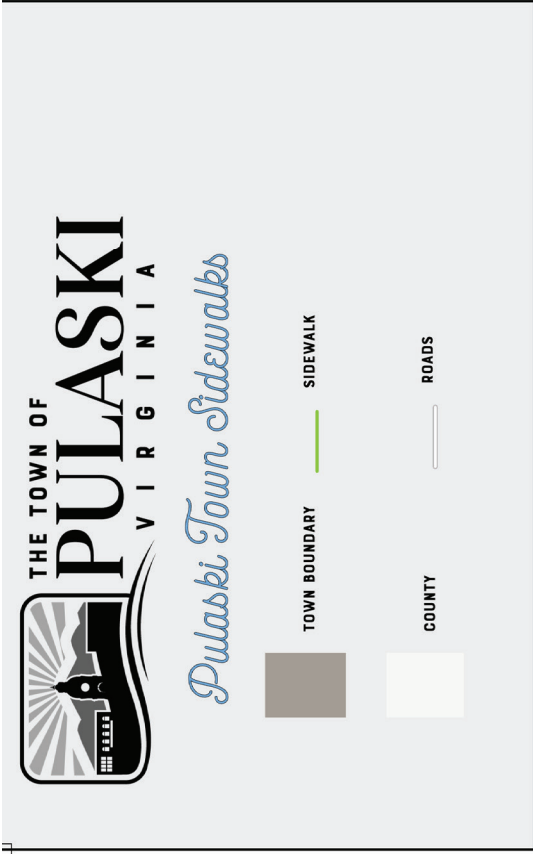 THE TOWN OF
PULASKI
VIRGINIA
Pulaski Town Sidewalks
TOWN BOUNDARY
SIDEWALK
COUNTY
ROADS